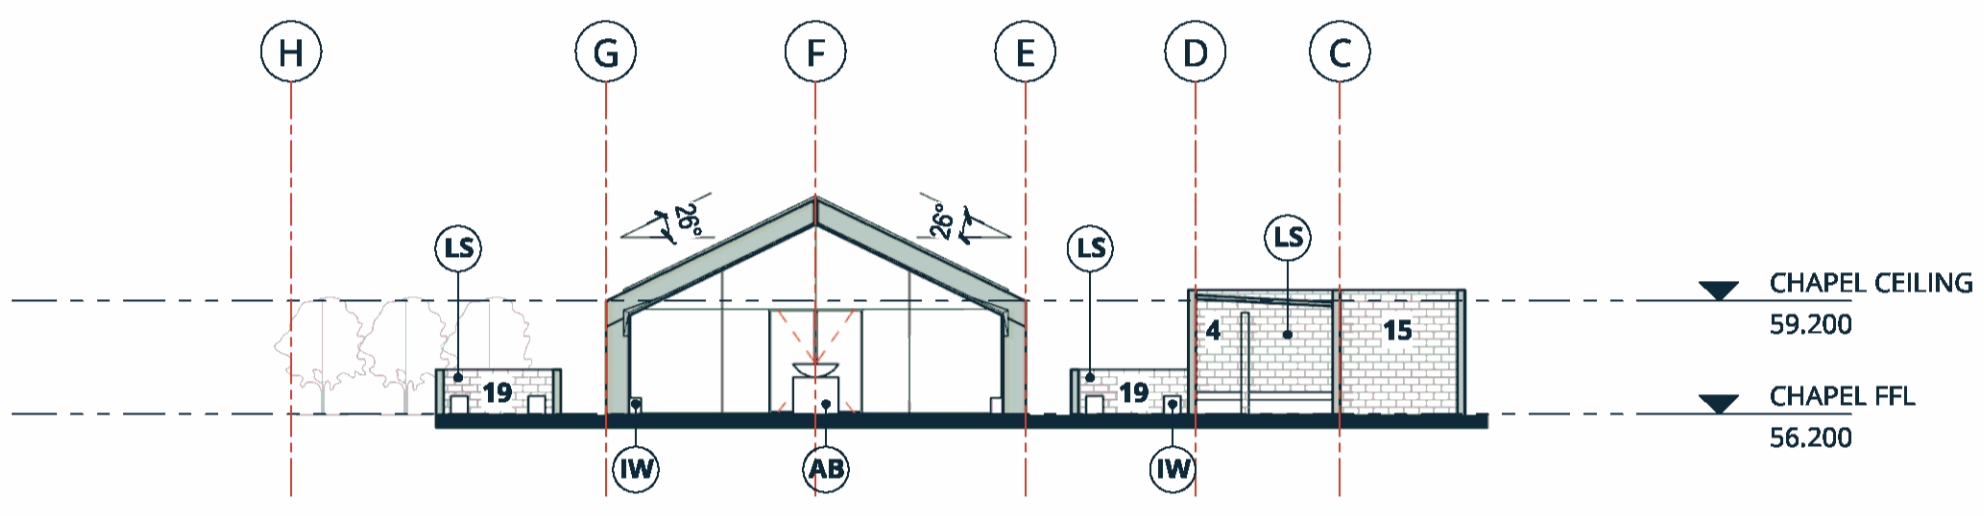 H G F E D C
26° 26°
LS LS LS
CHAPEL CEILING
59.200
4 15
19 19
CHAPEL FFL
56.200
IW AB IW